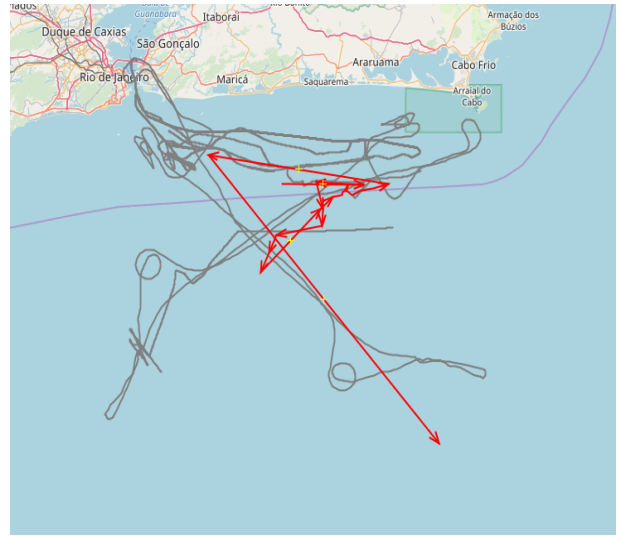 Armação dos
Búzios
Itaboraí
Guanabara
Duque de Caxias
São Gonçalo
Rio de Janeiro
Maricá
Saquarema
Araruama
Cabo Frio
Arraial do
Cabo